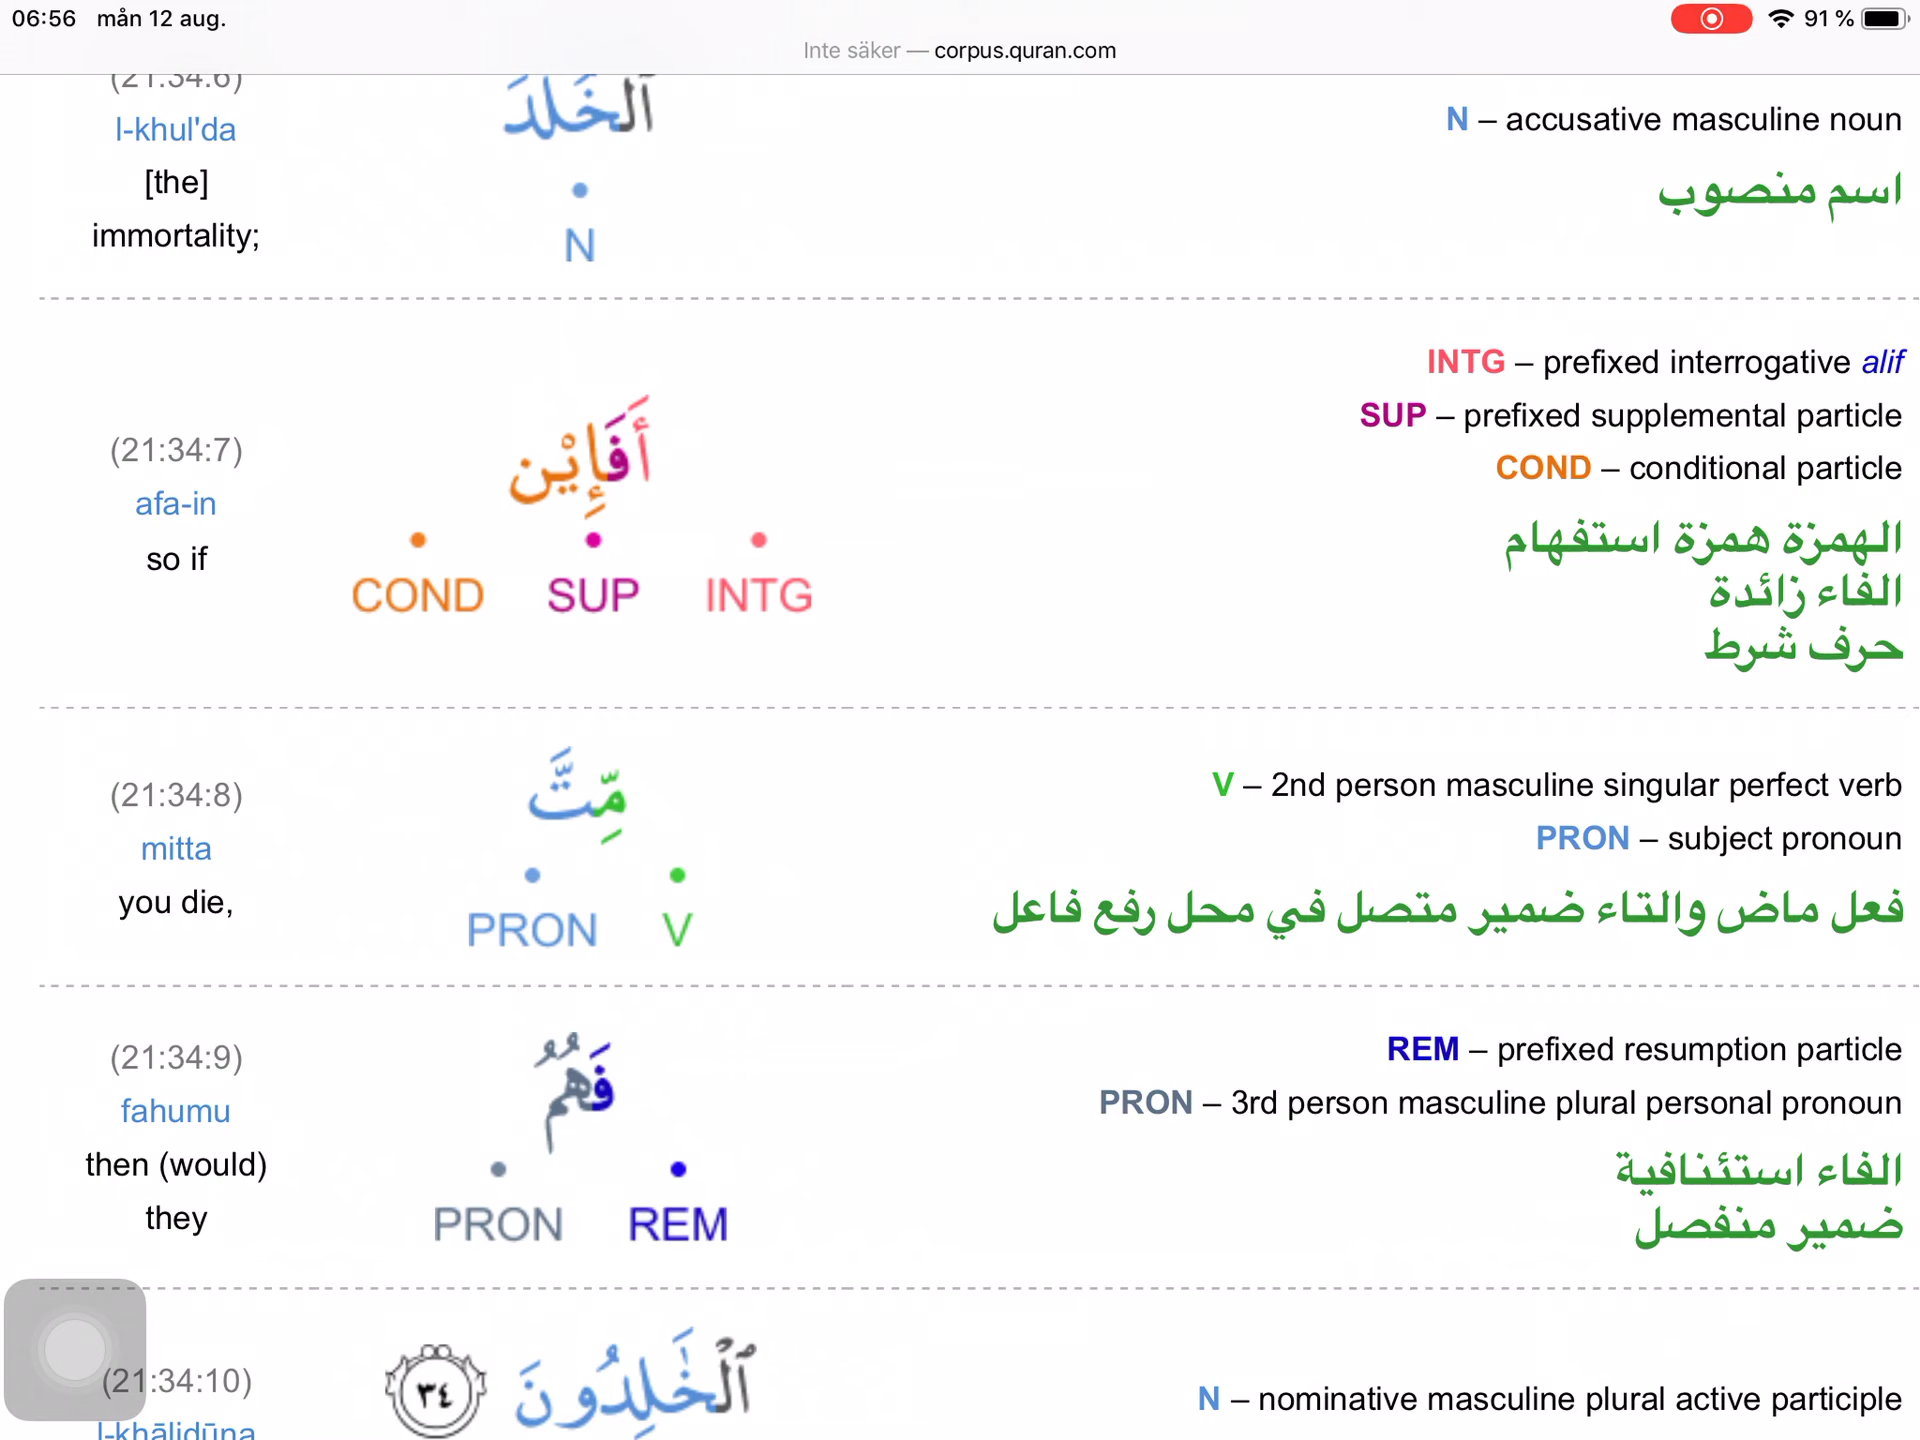 06:56 mån 12 aug.
91 %
Inte säker — corpus.quran.com
(21:34:6)
l-khul'da
[the]
immortality;
ٱلْخُلْدَ
N
N – accusative masculine noun
اسم منصوب
(21:34:7)
afa-in
so if
أَفَإِي۟ن
COND SUP INTG
INTG – prefixed interrogative alif
SUP – prefixed supplemental particle
COND – conditional particle
الهمزة همزة استفهام
الفاء زائدة
حرف شرط
(21:34:8)
mitta
you die,
مِّتَّ
PRON V
V – 2nd person masculine singular perfect verb
PRON – subject pronoun
فعل ماض والتاء ضمير متصل في محل رفع فاعل
(21:34:9)
fahumu
then (would)
they
فَهُمُ
PRON REM
REM – prefixed resumption particle
PRON – 3rd person masculine plural personal pronoun
الفاء استئنافية
ضمير منفصل
(21:34:10)
l-khālidūna
ٱلْخَٰلِدُونَ ٣٤
N – nominative masculine plural active participle